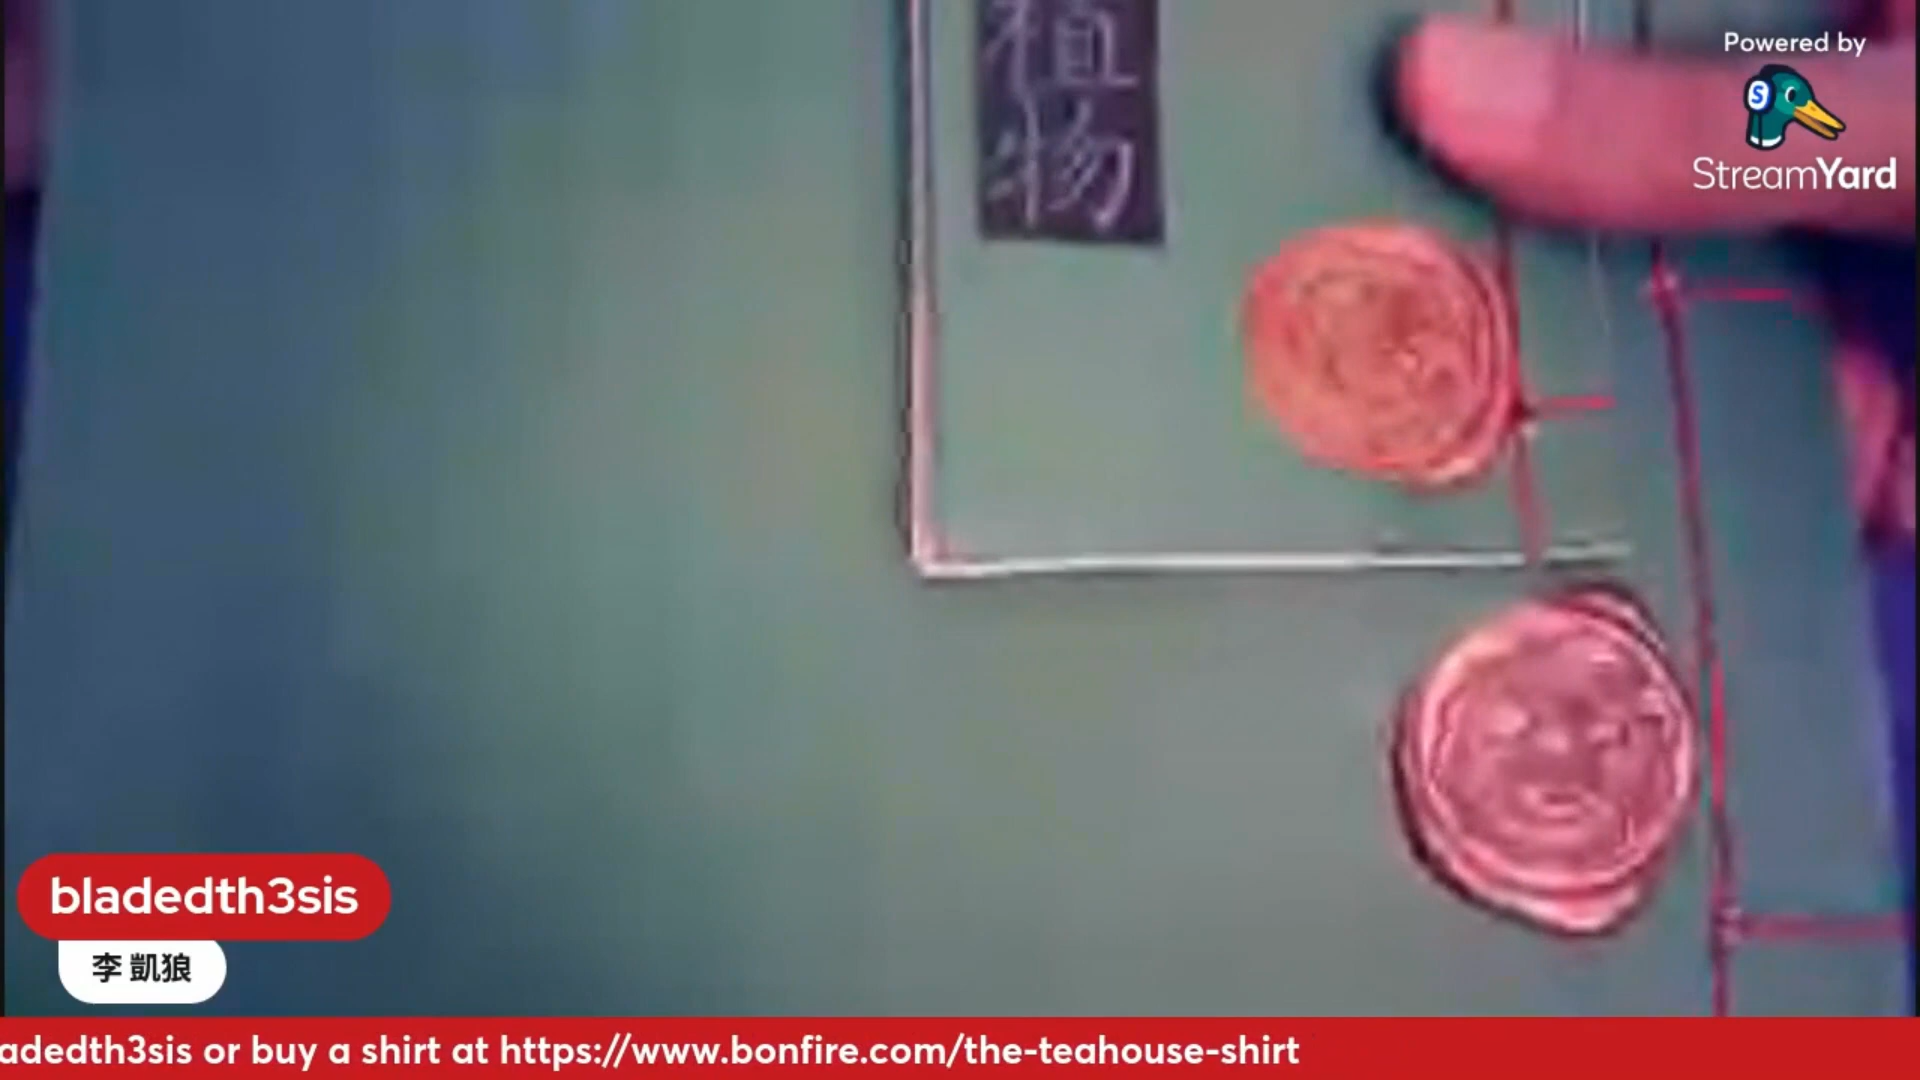 植
物
Powered by
S
StreamYard
bladedth3sis
李 凱狼
adedth3sis or buy a shirt at https://www.bonfire.com/the-teahouse-shirt